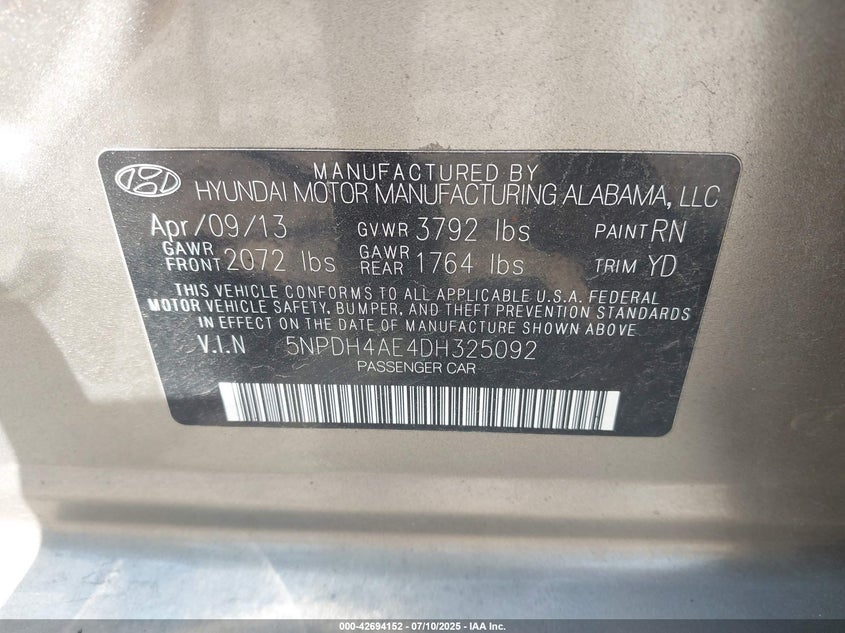 MANUFACTURED BY
HYUNDAI MOTOR MANUFACTURING ALABAMA, LLC
Apr/09/13 GVWR 3792 lbs PAINT RN
GAWR FRONT 2072 lbs GAWR REAR 1764 lbs TRIM YD
THIS VEHICLE CONFORMS TO ALL APPLICABLE U.S.A. FEDERAL
MOTOR VEHICLE SAFETY, BUMPER, AND THEFT PREVENTION STANDARDS
IN EFFECT ON THE DATE OF MANUFACTURE SHOWN ABOVE.
V.I.N 5NPDH4AE4DH325092
PASSENGER CAR
000-42694152 - 07/10/2025 - IAA Inc.